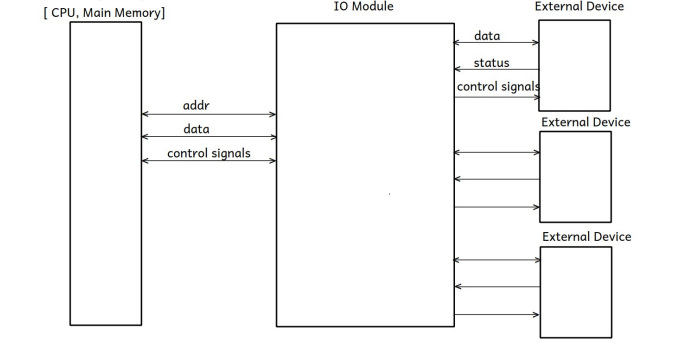 [ CPU, Main Memory]
IO Module
External Device
data
status
control signals
addr
data
control signals
External Device
External Device